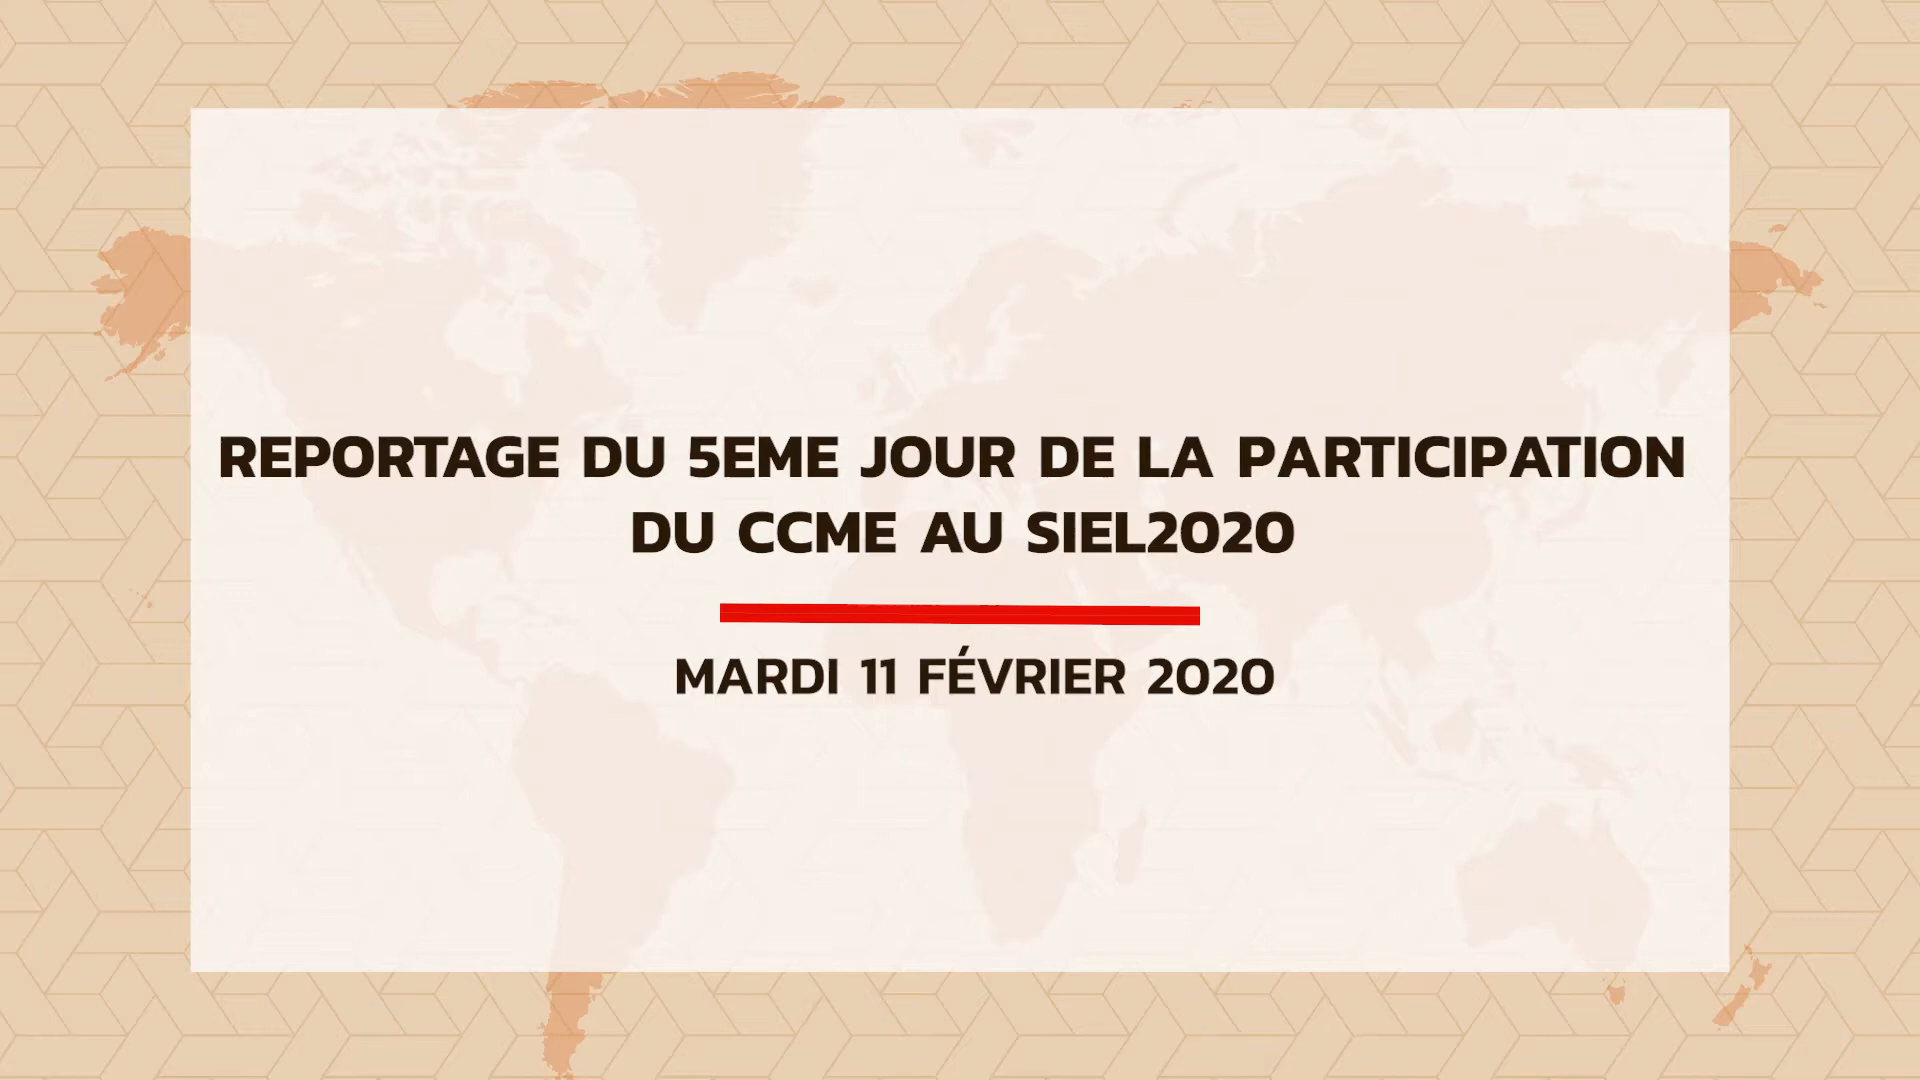 REPORTAGE DU 5EME JOUR DE LA PARTICIPATION
DU CCME AU SIEL2020
MARDI 11 FÉVRIER 2020